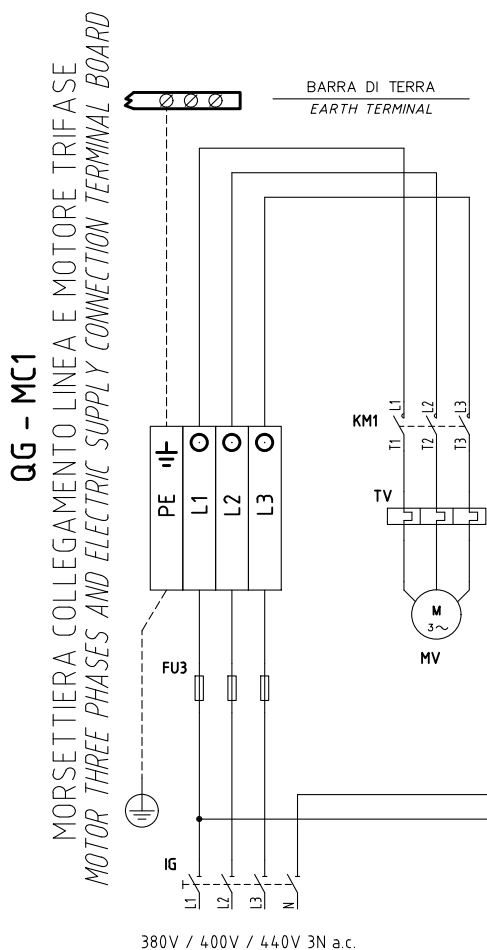 QG - MC1
MORSETTIERA COLLEGAMENTO LINEA E MOTORE TRIFASE
MOTOR THREE PHASES AND ELECTRIC SUPPLY CONNECTION TERMINAL BOARD
BARRA DI TERRA
EARTH TERMINAL
KM1
L1
L2
L3
T1
T2
T3
PE
L1
L2
L3
TV
M
3~
MV
FU3
IG
L1
L2
L3
N
380V / 400V / 440V 3N a.c.